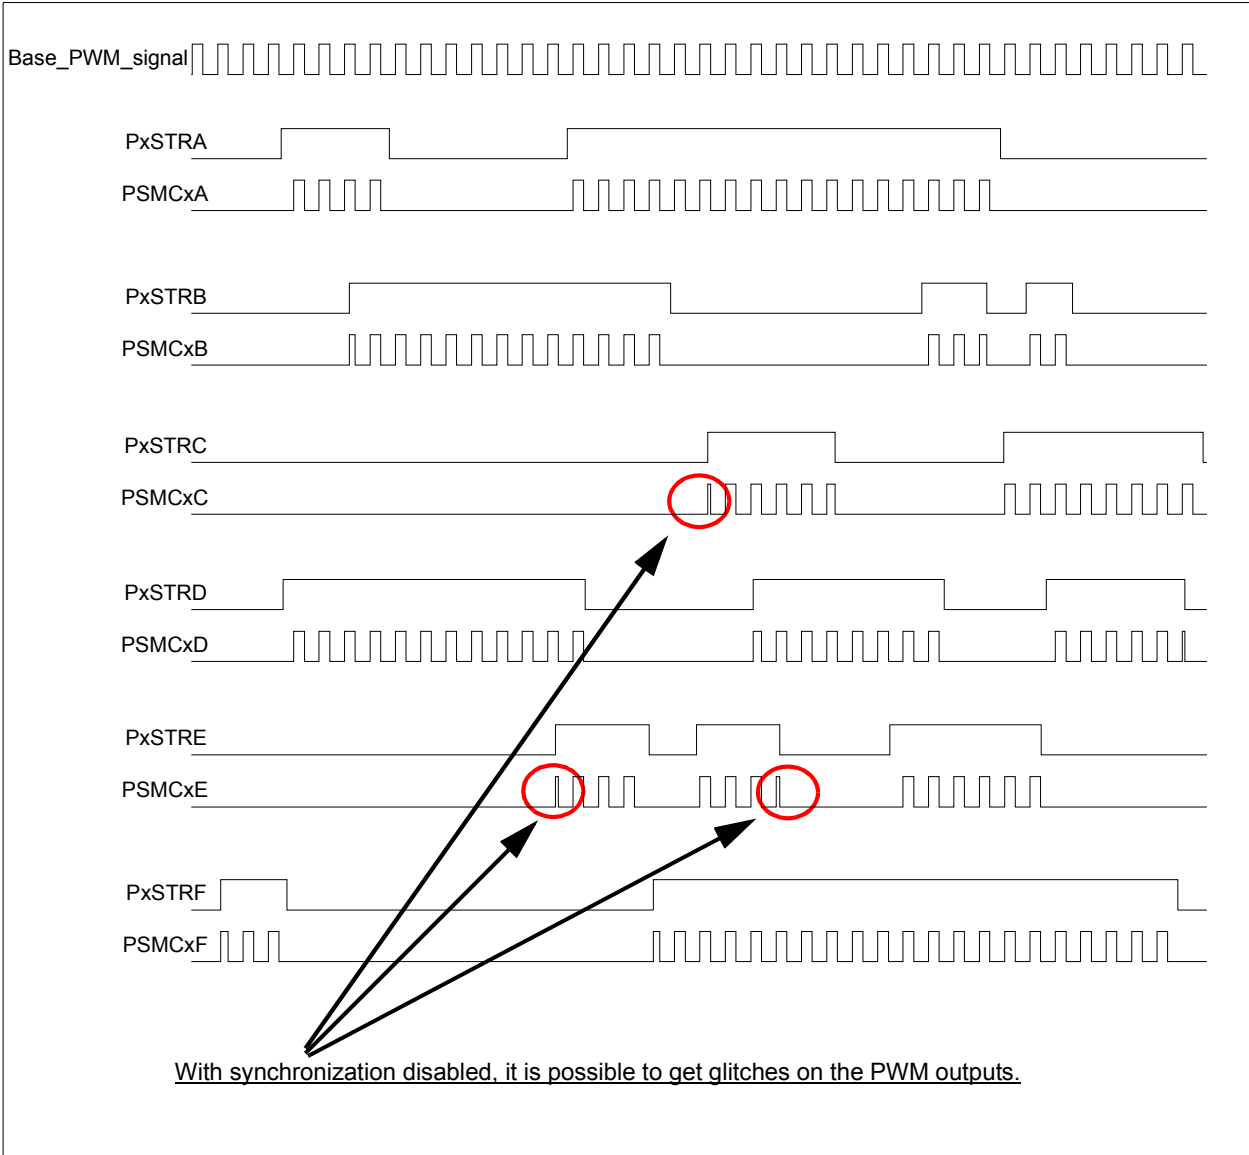 Base_PWM_signal
PxSTRA
PSMCxA
PxSTRB
PSMCxB
PxSTRC
PSMCxC
PxSTRD
PSMCxD
PxSTRE
PSMCxE
PxSTRF
PSMCxF
With synchronization disabled, it is possible to get glitches on the PWM outputs.